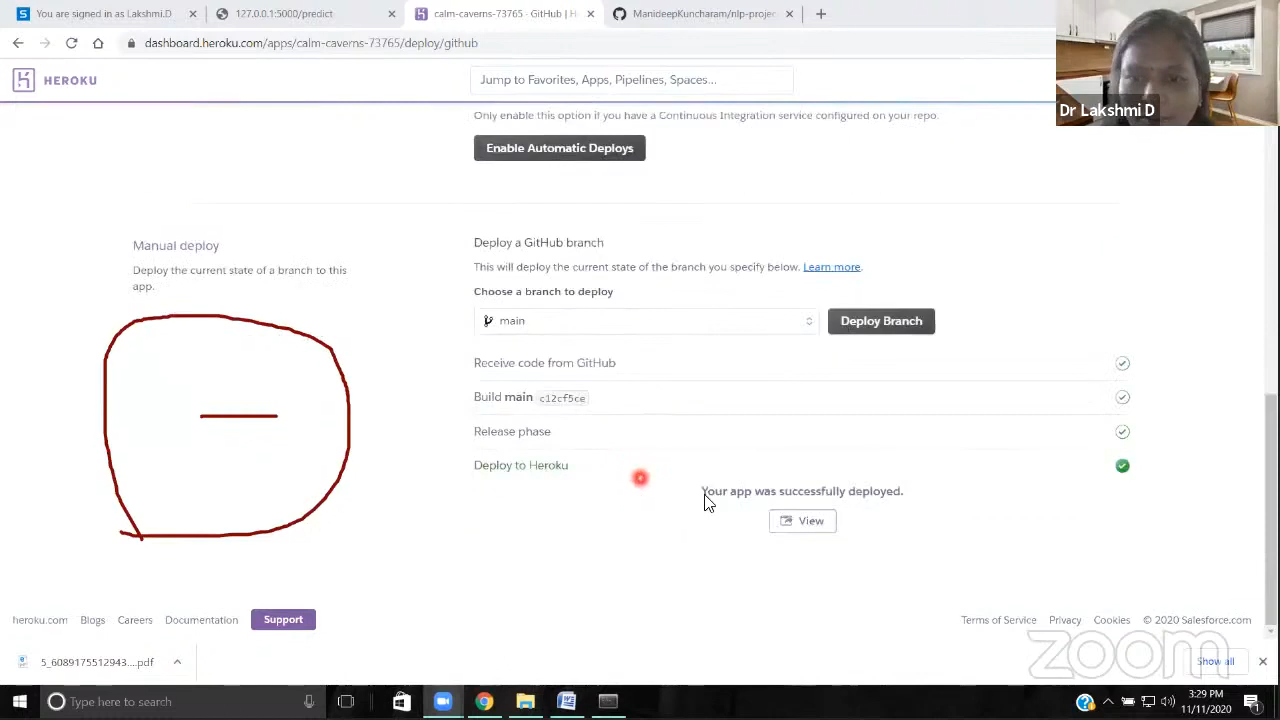 You are signed in as Lakshmi.D
127.0.0.1:5000/predict
calm-caverns-73765 - GitHub | H
ManideepKuncharam/nlp-projec
dashboard.heroku.com/apps/calm-caverns-73765/deploy/github
HEROKU
Jump to Favorites, Apps, Pipelines, Spaces...
Dr Lakshmi D
Only enable this option if you have a Continuous Integration service configured on your repo.
Enable Automatic Deploys
Manual deploy
Deploy the current state of a branch to this
app.
Deploy a GitHub branch
This will deploy the current state of the branch you specify below. Learn more.
Choose a branch to deploy
main
Deploy Branch
Receive code from GitHub
Build main c12cf5ce
Release phase
Deploy to Heroku
Your app was successfully deployed.
View
heroku.com Blogs Careers Documentation Support
Terms of Service Privacy Cookies © 2020 Salesforce.com
zoom
5_6089175512943....pdf
Show all
Type here to search
3:29 PM
11/11/2020
1